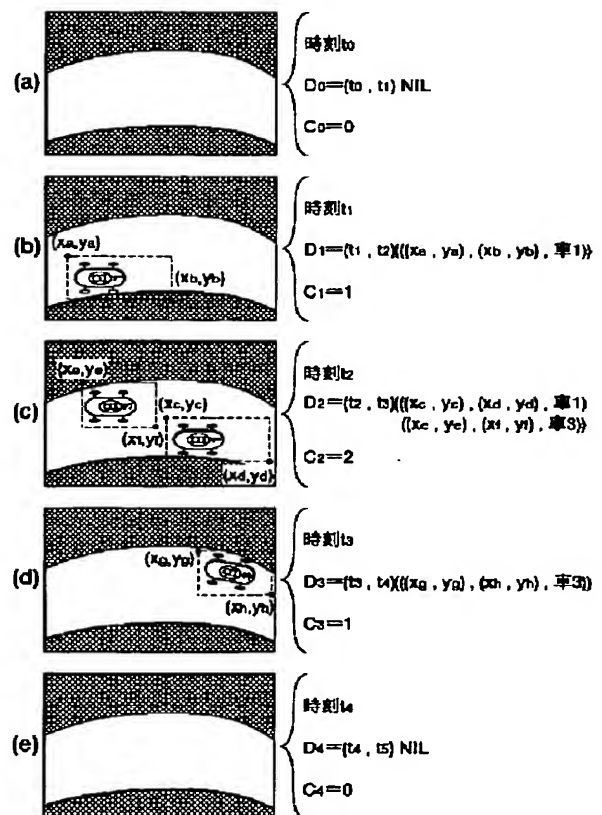 (a)
時刻t0
D0=(t0 , t1) NIL
C0=0
(b)
(xa,ya)
(xb,yb)
時刻t1
D1=(t1 , t2)({(xa , ya) , (xb , yb) , 車1})
C1=1
(c)
(xe,ye)
(xc,yc)
(xf,yf)
(xd,yd)
時刻t2
D2=(t2 , t3)({(xc , yc) , (xd , yd) , 車1)
((xe , ye) , (xf , yf) , 車3})
C2=2
(d)
(xg,yg)
(xh,yh)
時刻t3
D3=(t3 , t4)({(xg , yg) , (xh , yh) , 車3})
C3=1
(e)
時刻t4
D4=(t4 , t5) NIL
C4=0